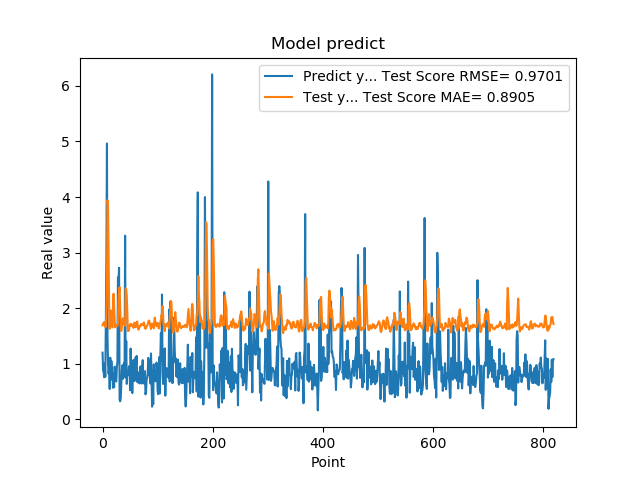 Model predict
Predict y... Test Score RMSE= 0.9701
Test y... Test Score MAE= 0.8905
Real value
6
5
4
3
2
1
0
0 200 400 600 800
Point